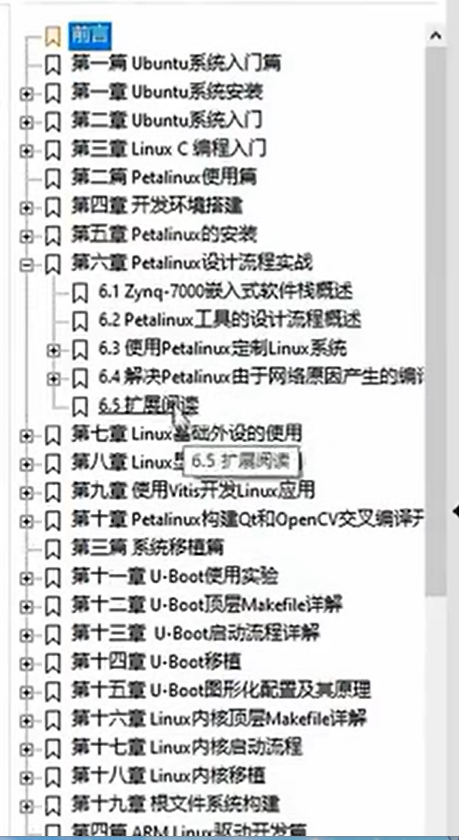 前言
第一篇 Ubuntu系统入门篇
第一章 Ubuntu系统安装
第二章 Ubuntu系统入门
第三章 Linux C 编程入门
第二篇 Petalinux使用篇
第四章 开发环境搭建
第五章 Petalinux的安装
第六章 Petalinux设计流程实战
6.1 Zynq-7000嵌入式软件栈概述
6.2 Petalinux工具的设计流程概述
6.3 使用Petalinux定制Linux系统
6.4 解决Petalinux由于网络原因产生的编译
6.5 扩展阅读
第七章 Linux基础外设的使用
第八章 Linux
6.5 扩展阅读
第九章 使用Vitis开发Linux应用
第十章 Petalinux构建Qt和OpenCV交叉编译开
第三篇 系统移植篇
第十一章 U-Boot使用实验
第十二章 U-Boot顶层Makefile详解
第十三章 U-Boot启动流程详解
第十四章 U-Boot移植
第十五章 U-Boot图形化配置及其原理
第十六章 Linux内核顶层Makefile详解
第十七章 Linux内核启动流程
第十八章 Linux内核移植
第十九章 根文件系统构建
第四篇 ARM Linux驱动开发篇